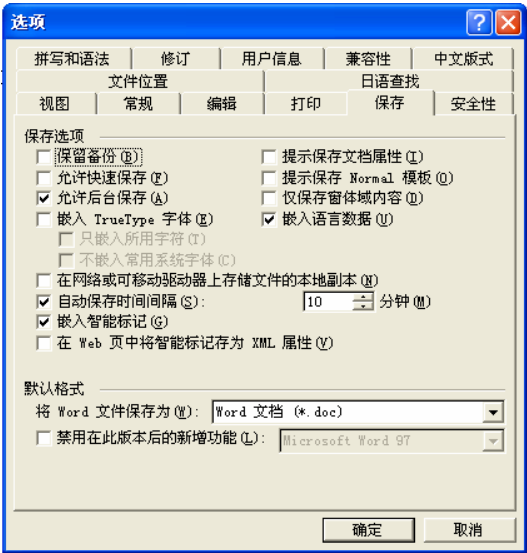 选项
拼写和语法 修订 用户信息 兼容性 中文版式
文件位置 日语查找
视图 常规 编辑 打印 保存 安全性
保存选项
保留备份(B) 提示保存文档属性(I)
允许快速保存(F) 提示保存 Normal 模板(O)
允许后台保存(A) 仅保存窗体域内容(D)
嵌入 TrueType 字体(E) 嵌入语言数据(U)
只嵌入所用字符(T)
不嵌入常用系统字体(C)
在网络或可移动驱动器上存储文件的本地副本(N)
自动保存时间间隔(S): 10 分钟(M)
嵌入智能标记(G)
在 Web 页中将智能标记存为 XML 属性(V)
默认格式
将 Word 文件保存为(W): Word 文档 (*.doc)
禁用在此版本后的新增功能(L): Microsoft Word 97
确定 取消